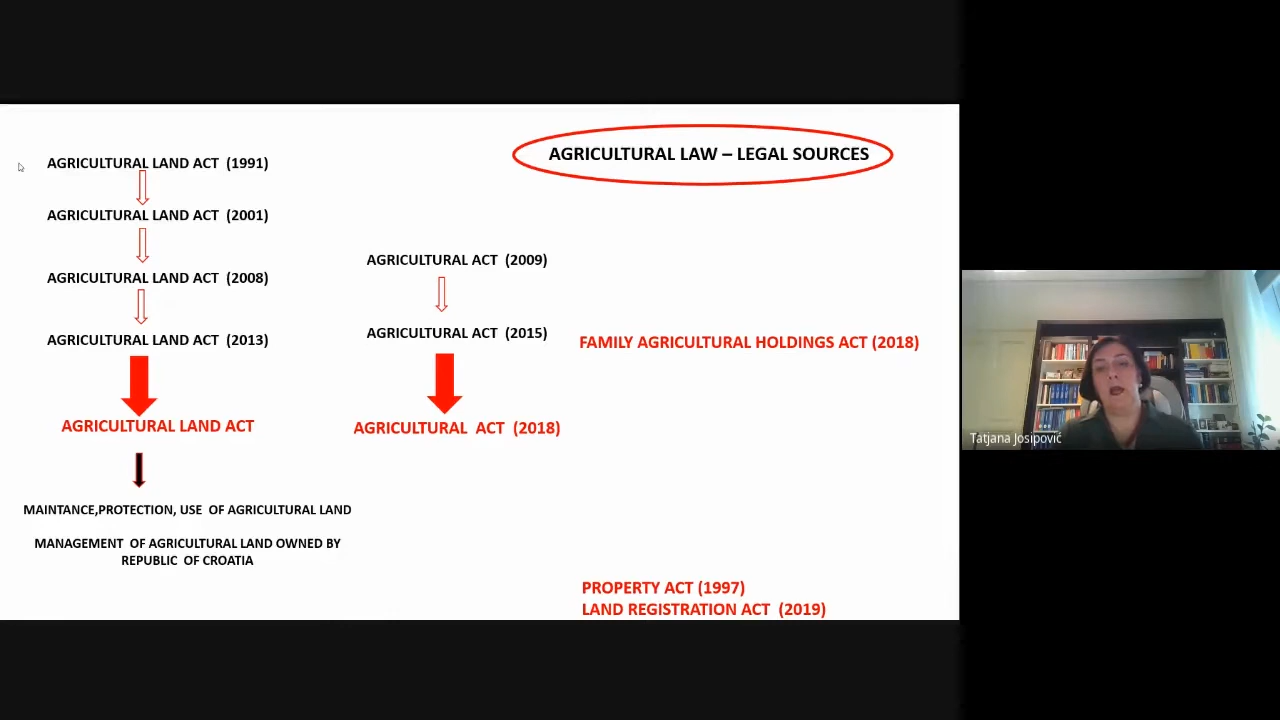 AGRICULTURAL LAW – LEGAL SOURCES
AGRICULTURAL LAND ACT (1991)
AGRICULTURAL LAND ACT (2001)
AGRICULTURAL LAND ACT (2008)
AGRICULTURAL LAND ACT (2013)
AGRICULTURAL LAND ACT
MAINTANCE,PROTECTION, USE OF AGRICULTURAL LAND
MANAGEMENT OF AGRICULTURAL LAND OWNED BY
REPUBLIC OF CROATIA
AGRICULTURAL ACT (2009)
AGRICULTURAL ACT (2015)
AGRICULTURAL ACT (2018)
FAMILY AGRICULTURAL HOLDINGS ACT (2018)
PROPERTY ACT (1997)
LAND REGISTRATION ACT (2019)
Tatjana Josipović